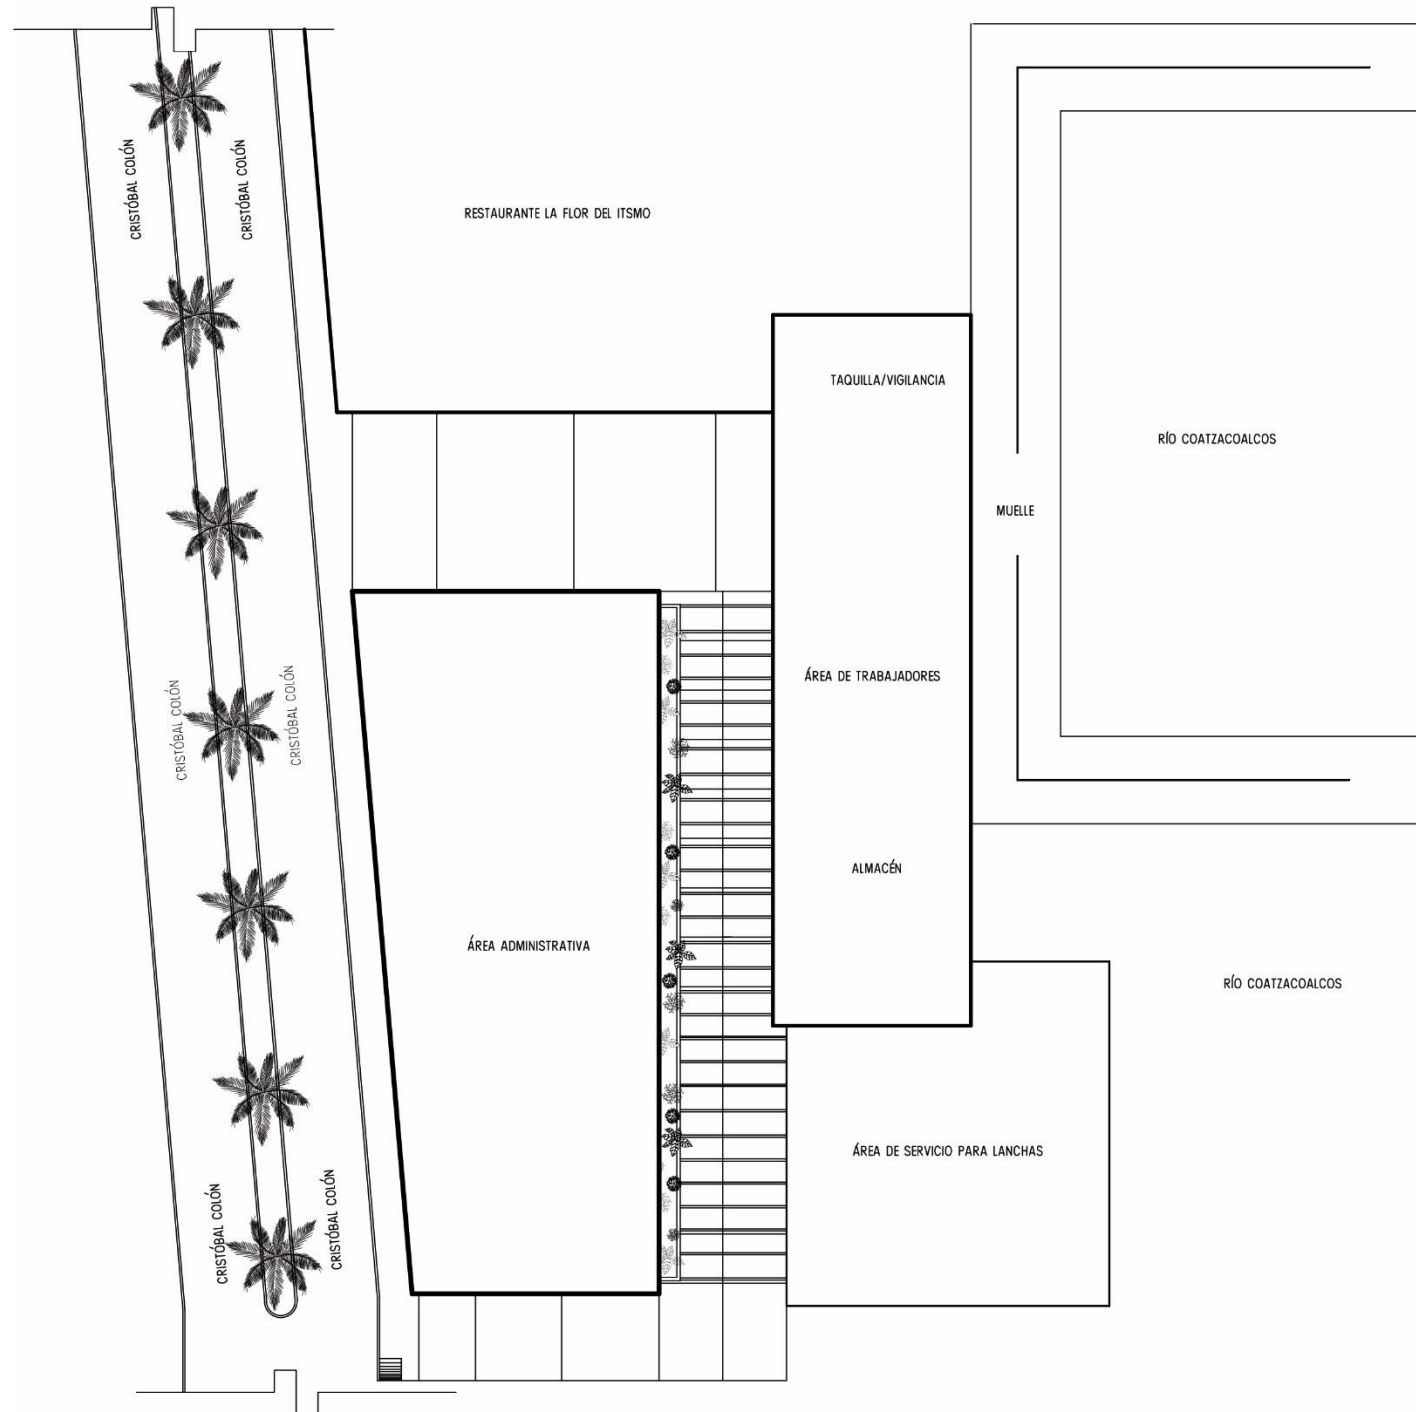 CRISTÓBAL COLÓN
CRISTÓBAL COLÓN
RESTAURANTE LA FLOR DEL ITSMO
TAQUILLA/VIGILANCIA
RÍO COATZACOALCOS
MUELLE
ÁREA DE TRABAJADORES
CRISTÓBAL COLÓN
CRISTÓBAL COLÓN
ALMACÉN
ÁREA ADMINISTRATIVA
RÍO COATZACOALCOS
ÁREA DE SERVICIO PARA LANCHAS
CRISTÓBAL COLÓN
CRISTÓBAL COLÓN